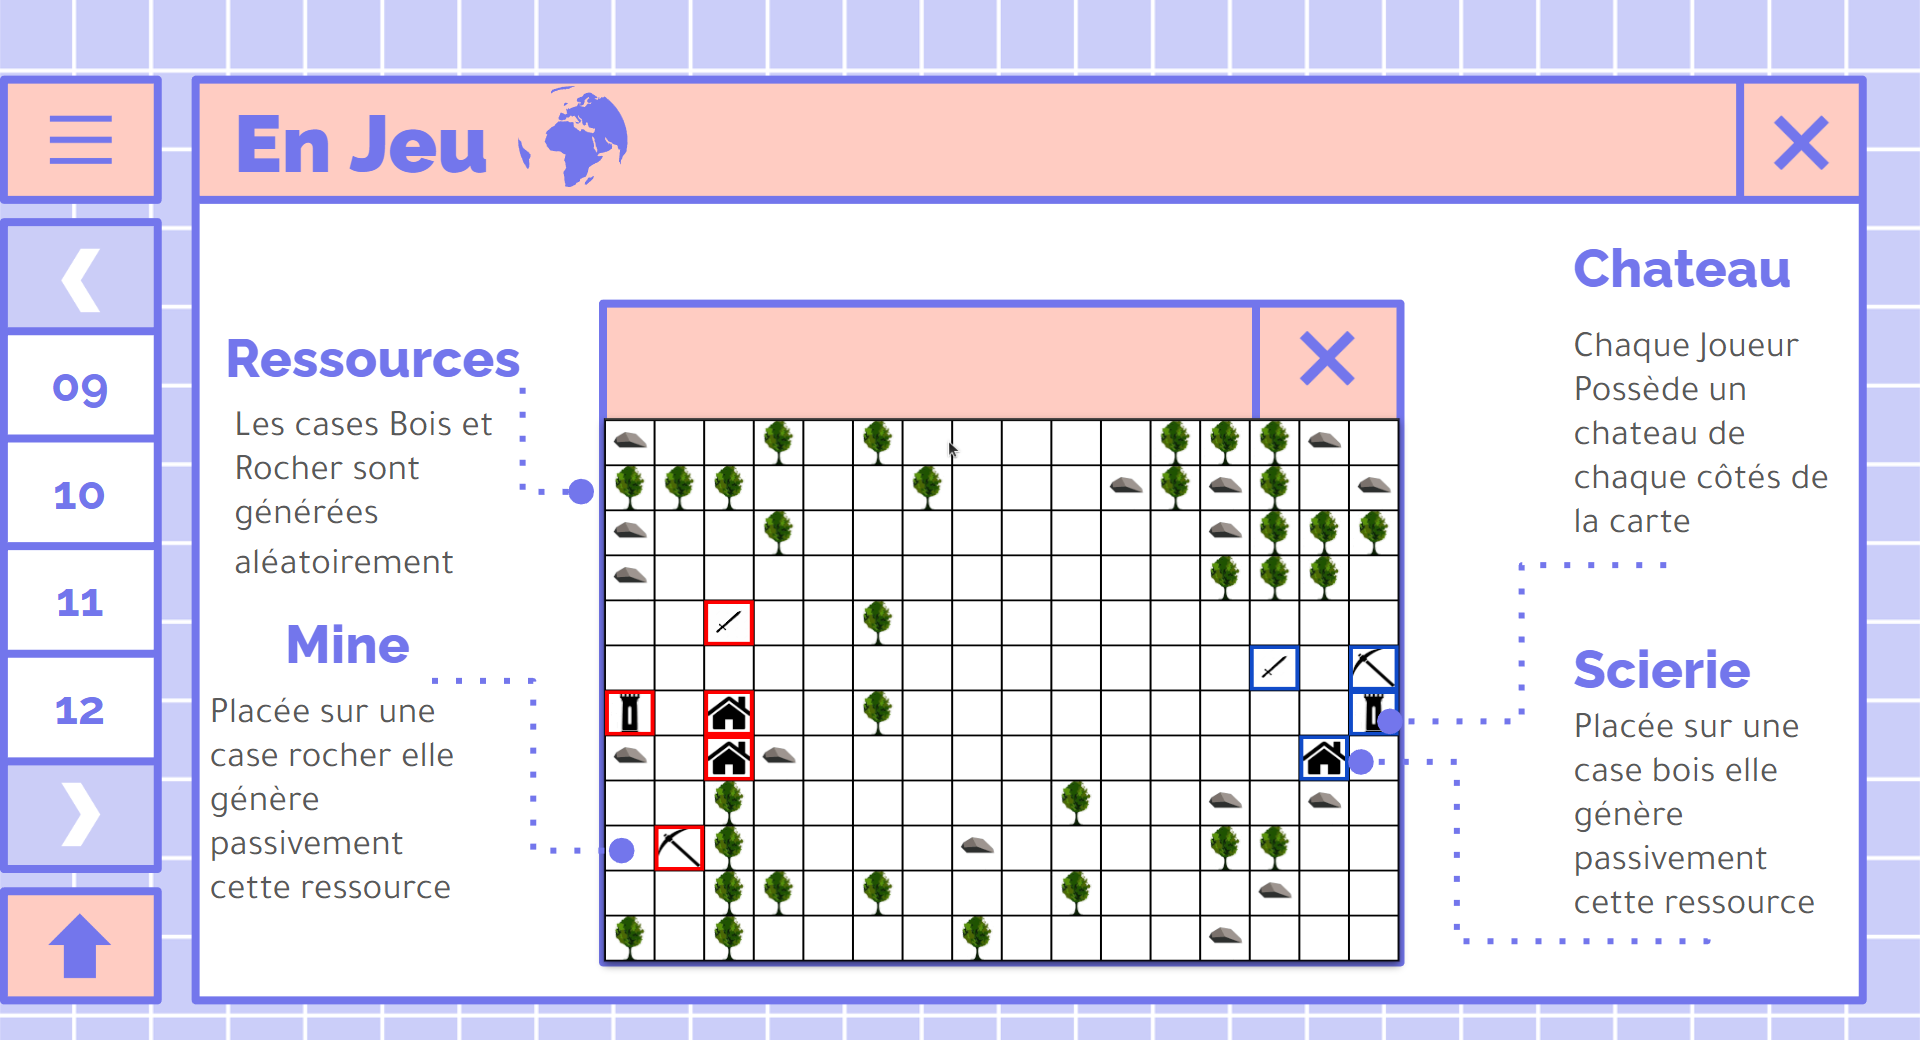 En Jeu
09
10
11
12
Ressources
Les cases Bois et
Rocher sont
générées
aléatoirement
Mine
Placée sur une
case rocher elle
génère
passivement
cette ressource
Chateau
Chaque Joueur
Possède un
chateau de
chaque côtés de
la carte
Scierie
Placée sur une
case bois elle
génère
passivement
cette ressource